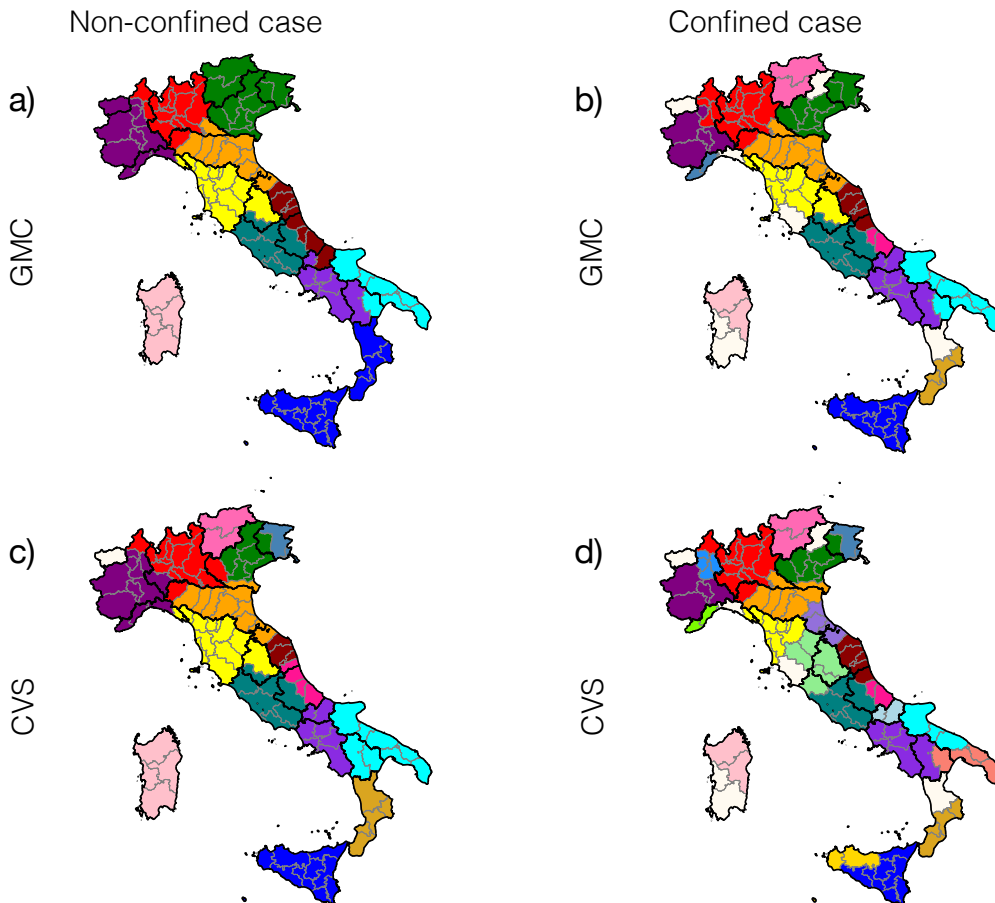 Non-confined case
Confined case
a)
b)
GMC
GMC
c)
d)
CVS
CVS